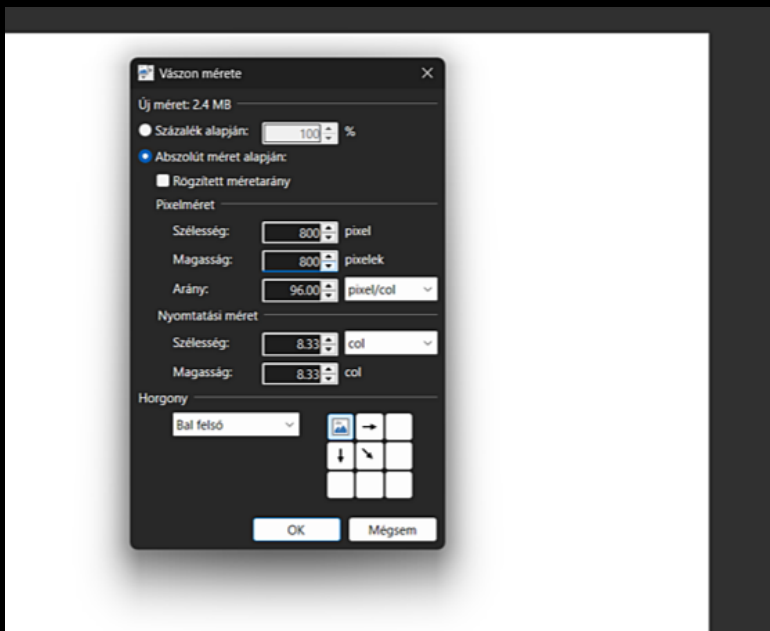 Vászon mérete
Új méret: 2.4 MB
Százalék alapján: 100 %
Abszolút méret alapján:
Rögzített méretarány
Pixelméret
Szélesség: 800 pixel
Magasság: 800 pixelek
Arány: 96.00 pixel/col
Nyomtatási méret
Szélesség: 8.33 col
Magasság: 8.33 col
Horgony
Bal felső
OK Mégsem